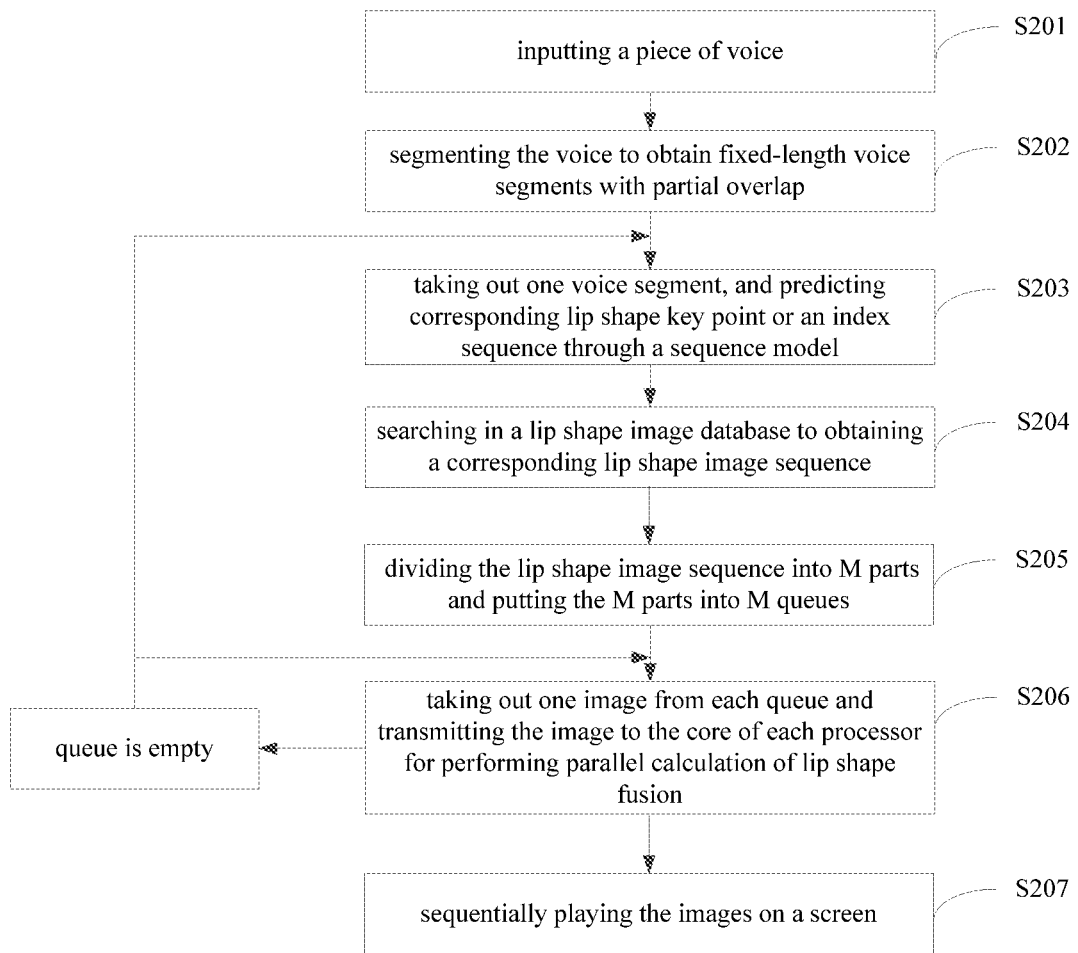 S201
inputting a piece of voice
S202
segmenting the voice to obtain fixed-length voice
segments with partial overlap
S203
taking out one voice segment, and predicting
corresponding lip shape key point or an index
sequence through a sequence model
S204
searching in a lip shape image database to obtaining
a corresponding lip shape image sequence
S205
dividing the lip shape image sequence into M parts
and putting the M parts into M queues
S206
taking out one image from each queue and
transmitting the image to the core of each processor
for performing parallel calculation of lip shape
fusion
queue is empty
S207
sequentially playing the images on a screen